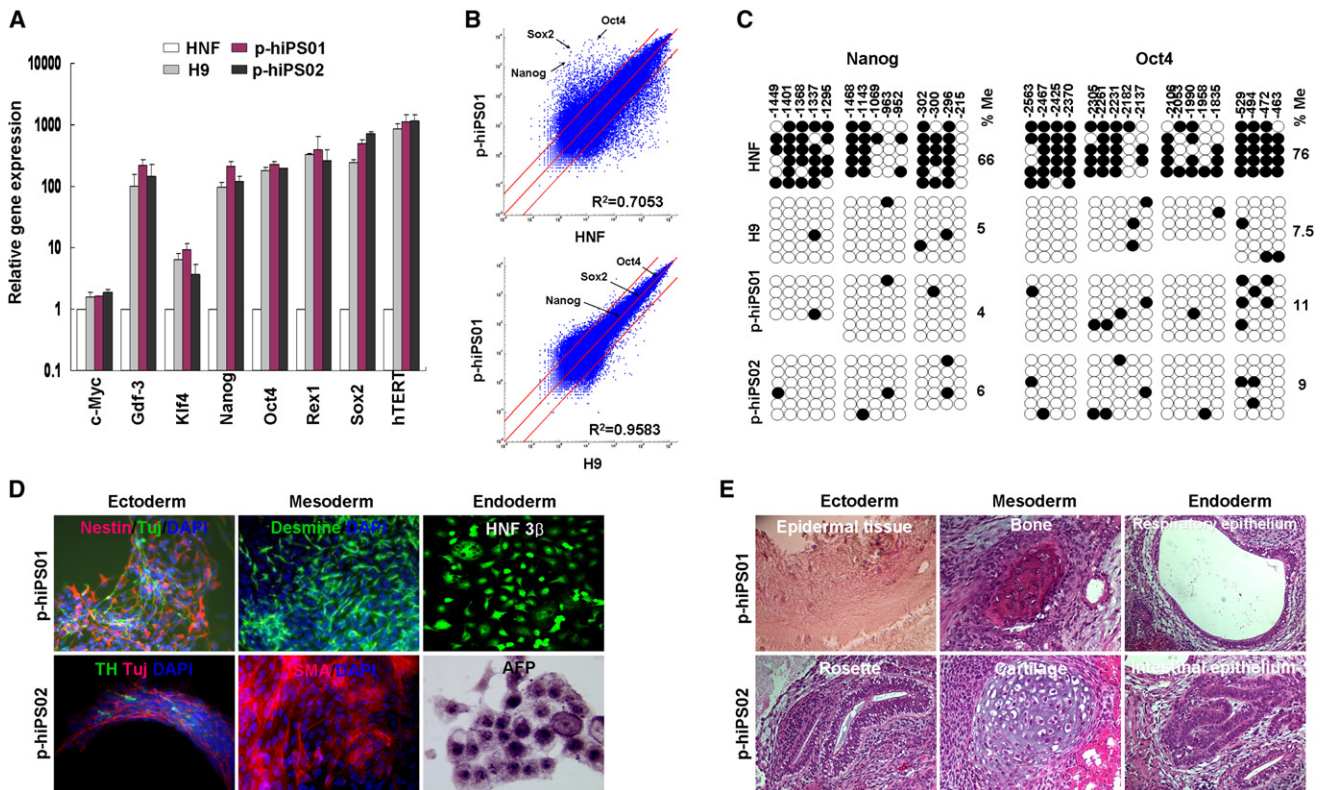 A
HNF
p-hiPS01
H9
p-hiPS02
Relative gene expression
10000
1000
100
10
1
0.1
c-Myc
Gdf-3
Klf4
Nanog
Oct4
Rex1
Sox2
hTERT
B
Oct4
Sox2
Nanog
p-hiPS01
R²=0.7053
HNF
Oct4
Sox2
Nanog
p-hiPS01
R²=0.9583
H9
C
Nanog
Oct4
-1449 -1401 -1368 -1337 -1295 -1468 -1143 -1069 -963 -952 -302 -300 -296 -215 % Me
-2563 -2467 -2425 -2370 -2305 -2261 -2231 -2182 -2137 -1990 -1958 -1835 -529 -494 -472 -463 % Me
HNF 66 76
H9 5 7.5
p-hiPS01 4 11
p-hiPS02 6 9
D
Ectoderm Mesoderm Endoderm
p-hiPS01
Nestin/Tuj/DAPI
Desmine/DAPI
HNF 3β
p-hiPS02
TH Tuj DAPI
SMA/DAPI
AFP
E
Ectoderm Mesoderm Endoderm
p-hiPS01
Epidermal tissue
Bone
Respiratory epithelium
p-hiPS02
Rosette
Cartilage
Intestinal epithelium